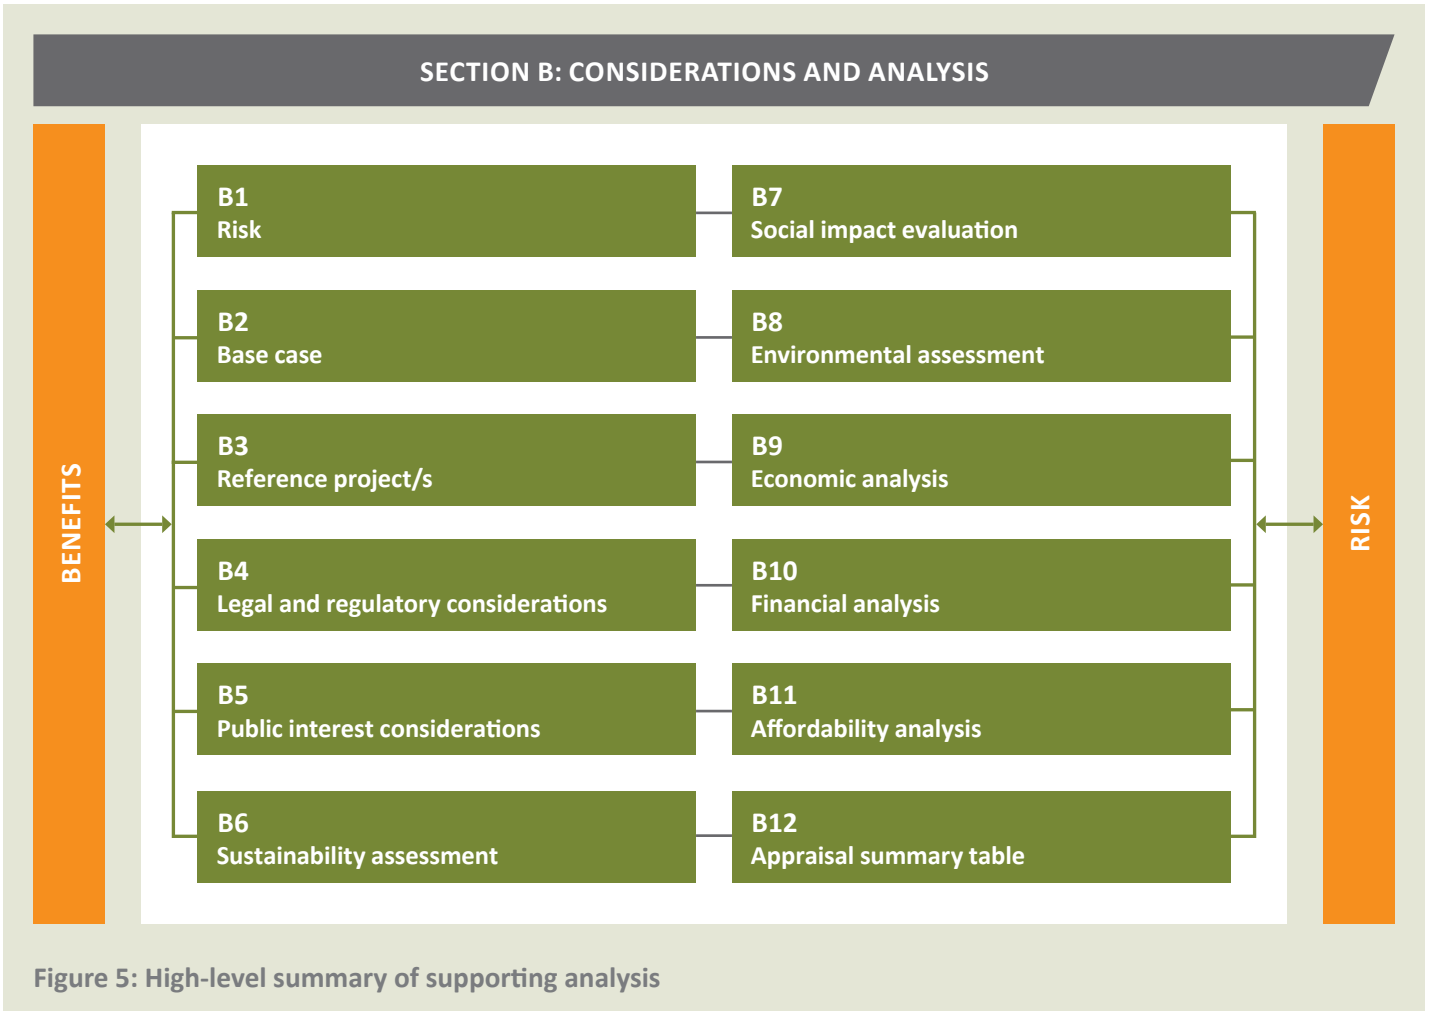 SECTION B: CONSIDERATIONS AND ANALYSIS
BENEFITS
B1
Risk
B2
Base case
B3
Reference project/s
B4
Legal and regulatory considerations
B5
Public interest considerations
B6
Sustainability assessment
B7
Social impact evaluation
B8
Environmental assessment
B9
Economic analysis
B10
Financial analysis
B11
Affordability analysis
B12
Appraisal summary table
RISK
Figure 5: High-level summary of supporting analysis